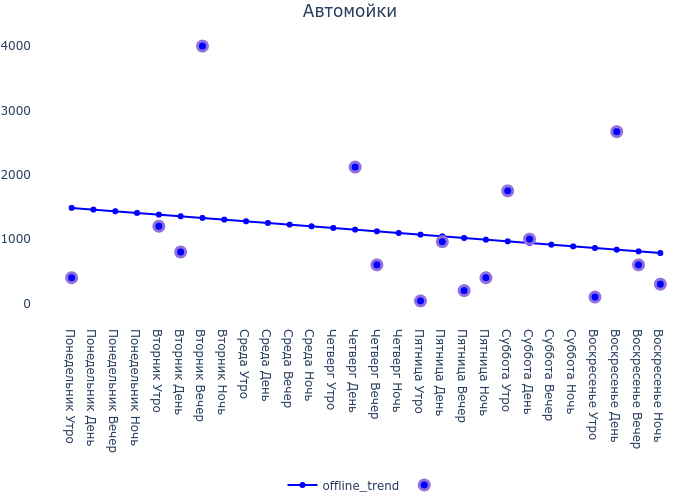 Автомойки
4000
3000
2000
1000
0
Понедельник Утро
Понедельник День
Понедельник Вечер
Понедельник Ночь
Вторник Утро
Вторник День
Вторник Вечер
Вторник Ночь
Среда Утро
Среда День
Среда Вечер
Среда Ночь
Четверг Утро
Четверг День
Четверг Вечер
Четверг Ночь
Пятница Утро
Пятница День
Пятница Вечер
Пятница Ночь
Суббота Утро
Суббота День
Суббота Вечер
Суббота Ночь
Воскресенье Утро
Воскресенье День
Воскресенье Вечер
Воскресенье Ночь
offline_trend